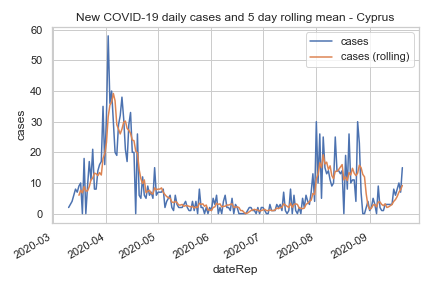 New COVID-19 daily cases and 5 day rolling mean - Cyprus
cases
cases (rolling)
60
50
40
30
20
10
0
cases
2020-03
2020-04
2020-05
2020-06
2020-07
2020-08
2020-09
dateRep